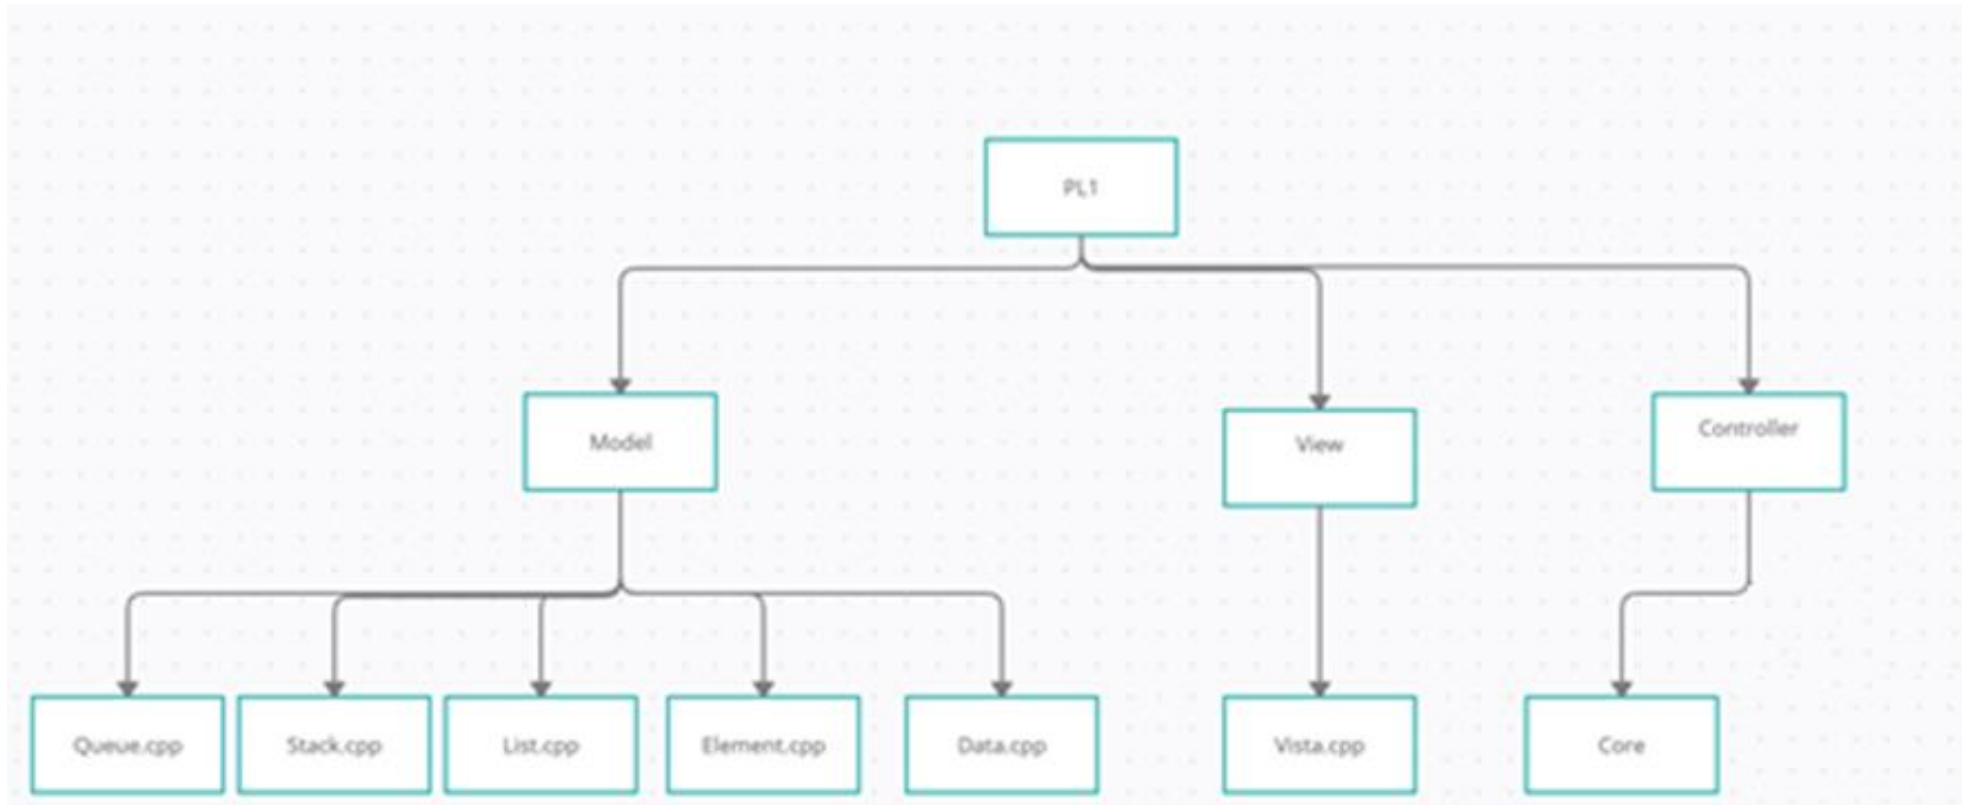 PL1
Model
View
Controller
Queue.cpp
Stack.cpp
List.cpp
Element.cpp
Data.cpp
Vista.cpp
Core